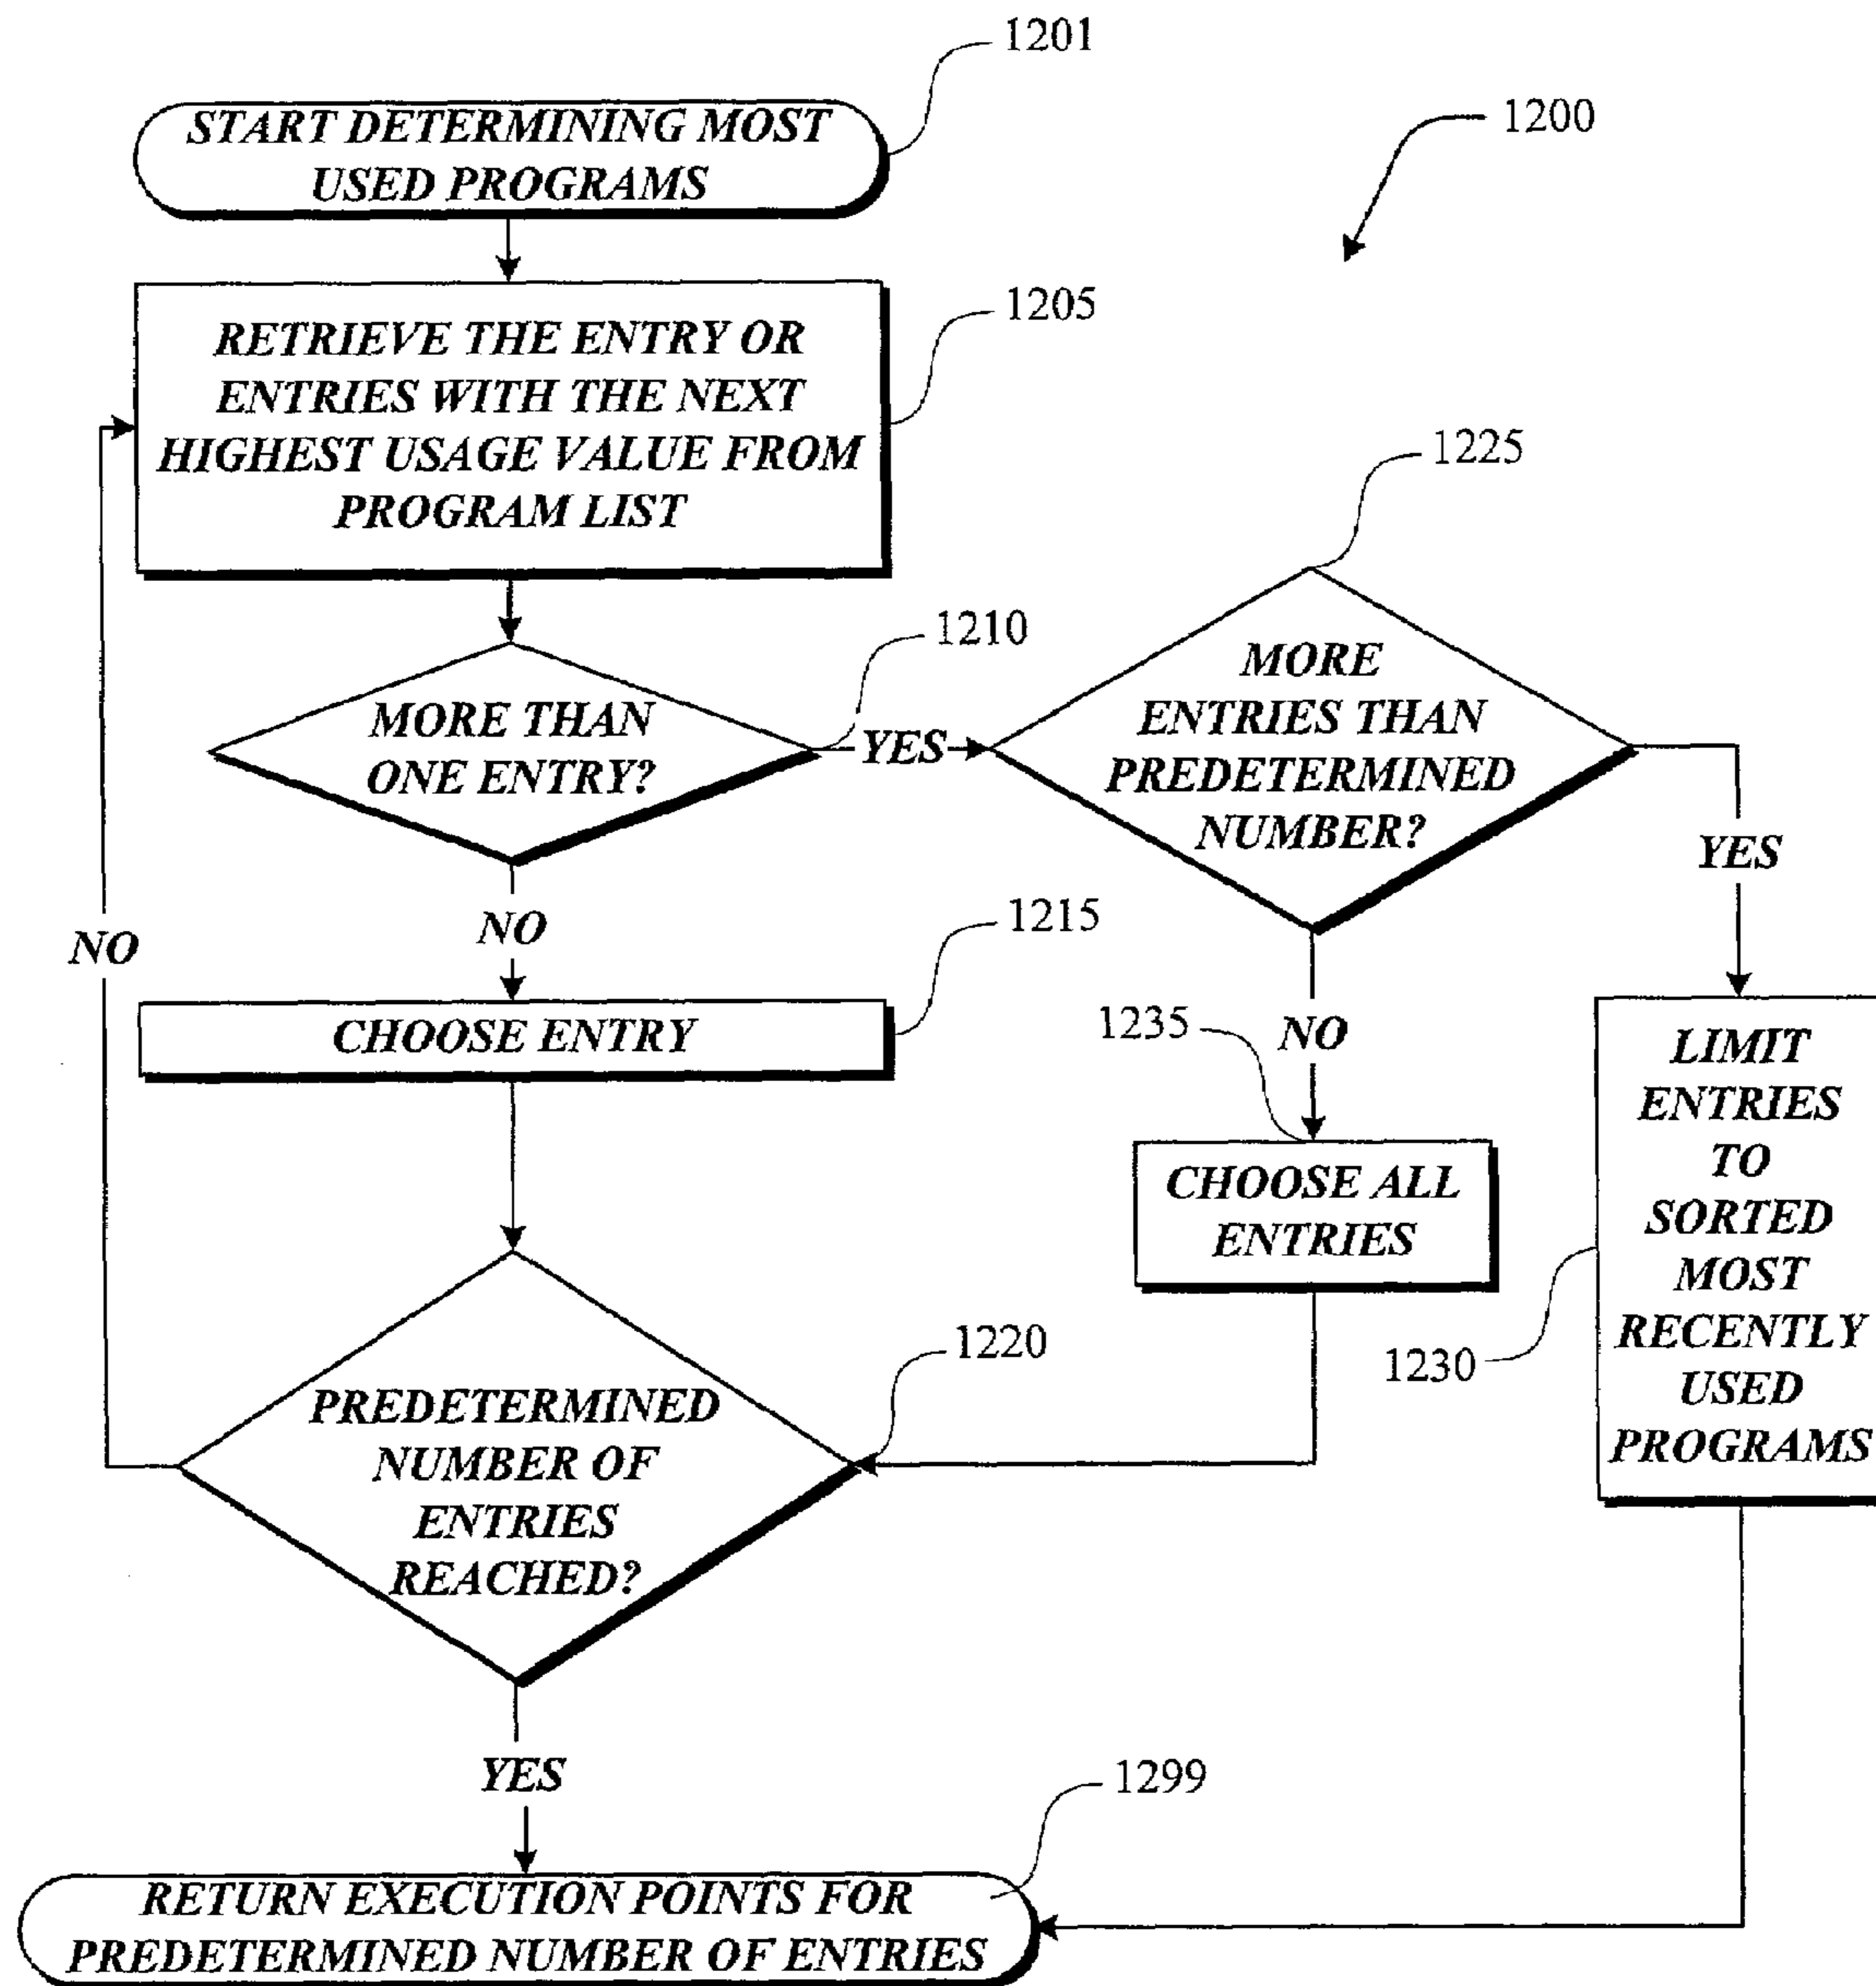 1201
START DETERMINING MOST
USED PROGRAMS
1200
1205
RETRIEVE THE ENTRY OR
ENTRIES WITH THE NEXT
HIGHEST USAGE VALUE FROM
PROGRAM LIST
1210
MORE THAN
ONE ENTRY?
YES
1225
MORE
ENTRIES THAN
PREDETERMINED
NUMBER?
YES
NO
NO
1215
CHOOSE ENTRY
1235
NO
CHOOSE ALL
ENTRIES
LIMIT
ENTRIES
TO
SORTED
MOST
RECENTLY
USED
PROGRAMS
1230
1220
PREDETERMINED
NUMBER OF
ENTRIES
REACHED?
YES
1299
RETURN EXECUTION POINTS FOR
PREDETERMINED NUMBER OF ENTRIES